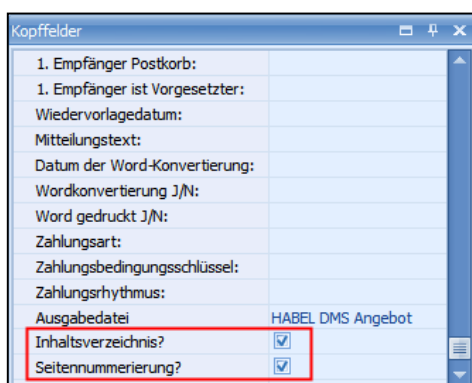 Kopffelder
1. Empfänger Postkorb:
1. Empfänger ist Vorgesetzter:
Wiedervorlagedatum:
Mitteilungstext:
Datum der Word-Konvertierung:
Wordkonvertierung J/N:
Word gedruckt J/N:
Zahlungsart:
Zahlungsbedingungsschlüssel:
Zahlungsrhythmus:
Ausgabedatei HABEL DMS Angebot
Inhaltsverzeichnis?
Seitennummerierung?